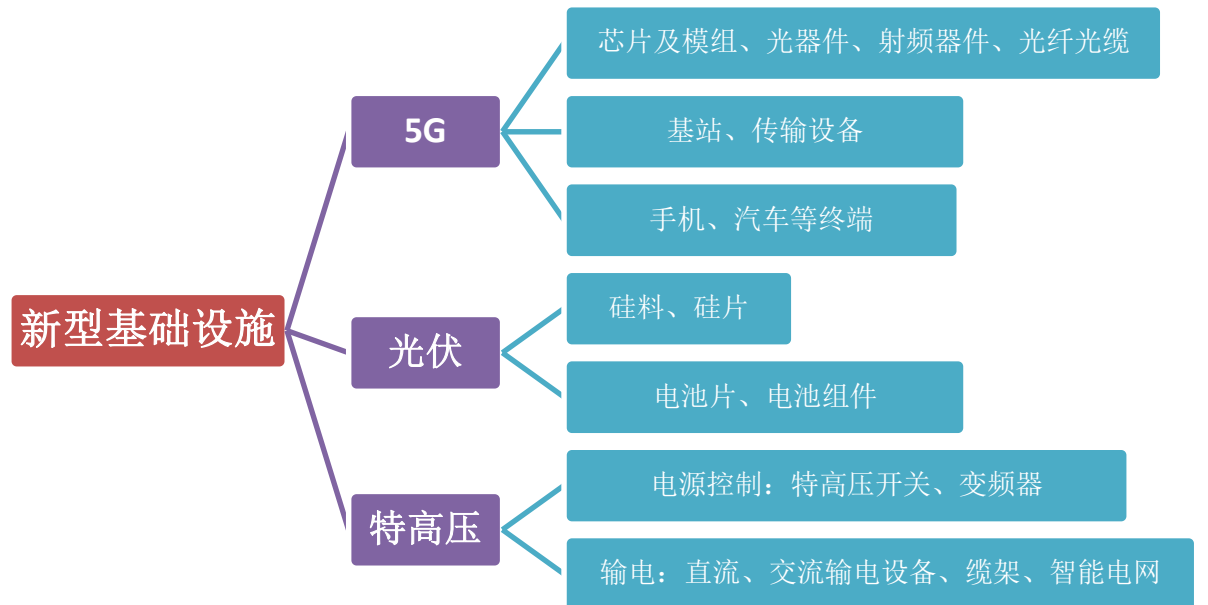 新型基础设施
5G
芯片及模组、光器件、射频器件、光纤光缆
基站、传输设备
手机、汽车等终端
光伏
硅料、硅片
电池片、电池组件
特高压
电源控制：特高压开关、变频器
输电：直流、交流输电设备、缆架、智能电网